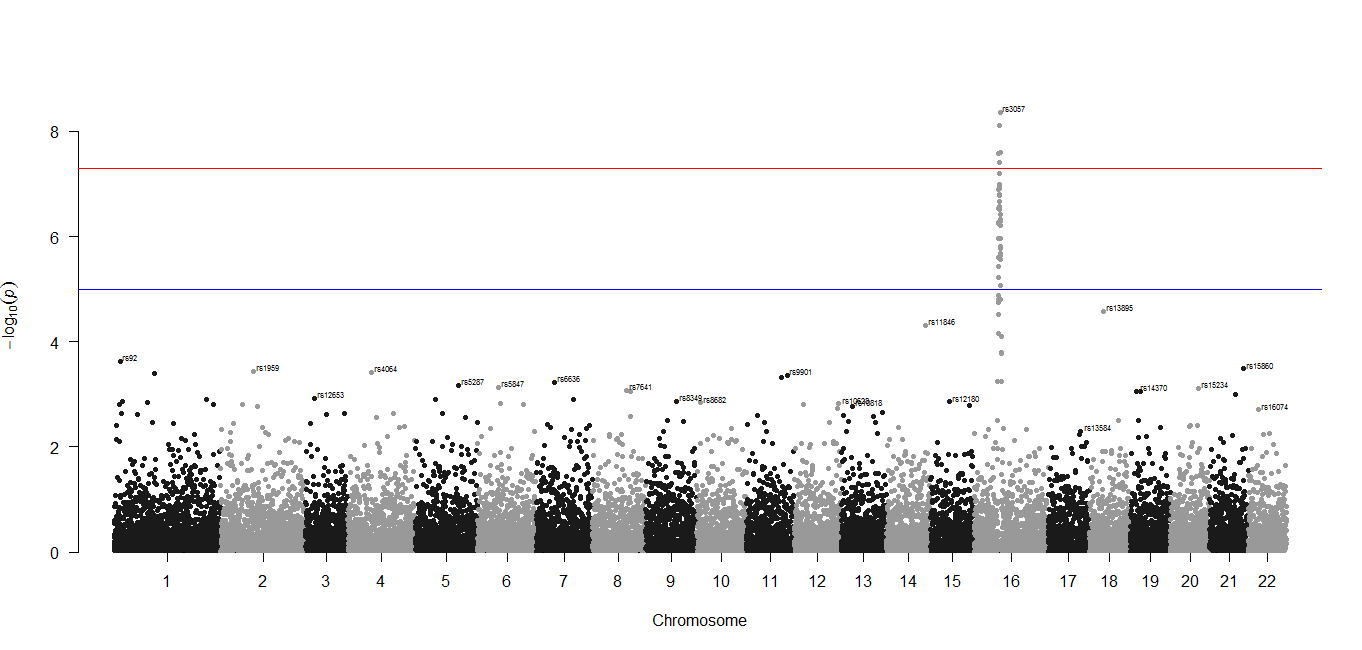 rs3057
8
6
− log10(p)
4
2
0
rs13895
rs11846
rs92
rs1959
rs4064
rs9901
rs15860
rs5287
rs5847
rs6636
rs7641
rs14370
rs15234
rs12653
rs8349
rs8682
rs12180
rs16074
rs13584
1 2 3 4 5 6 7 8 9 10 11 12 13 14 15 16 17 18 19 20 21 22
Chromosome